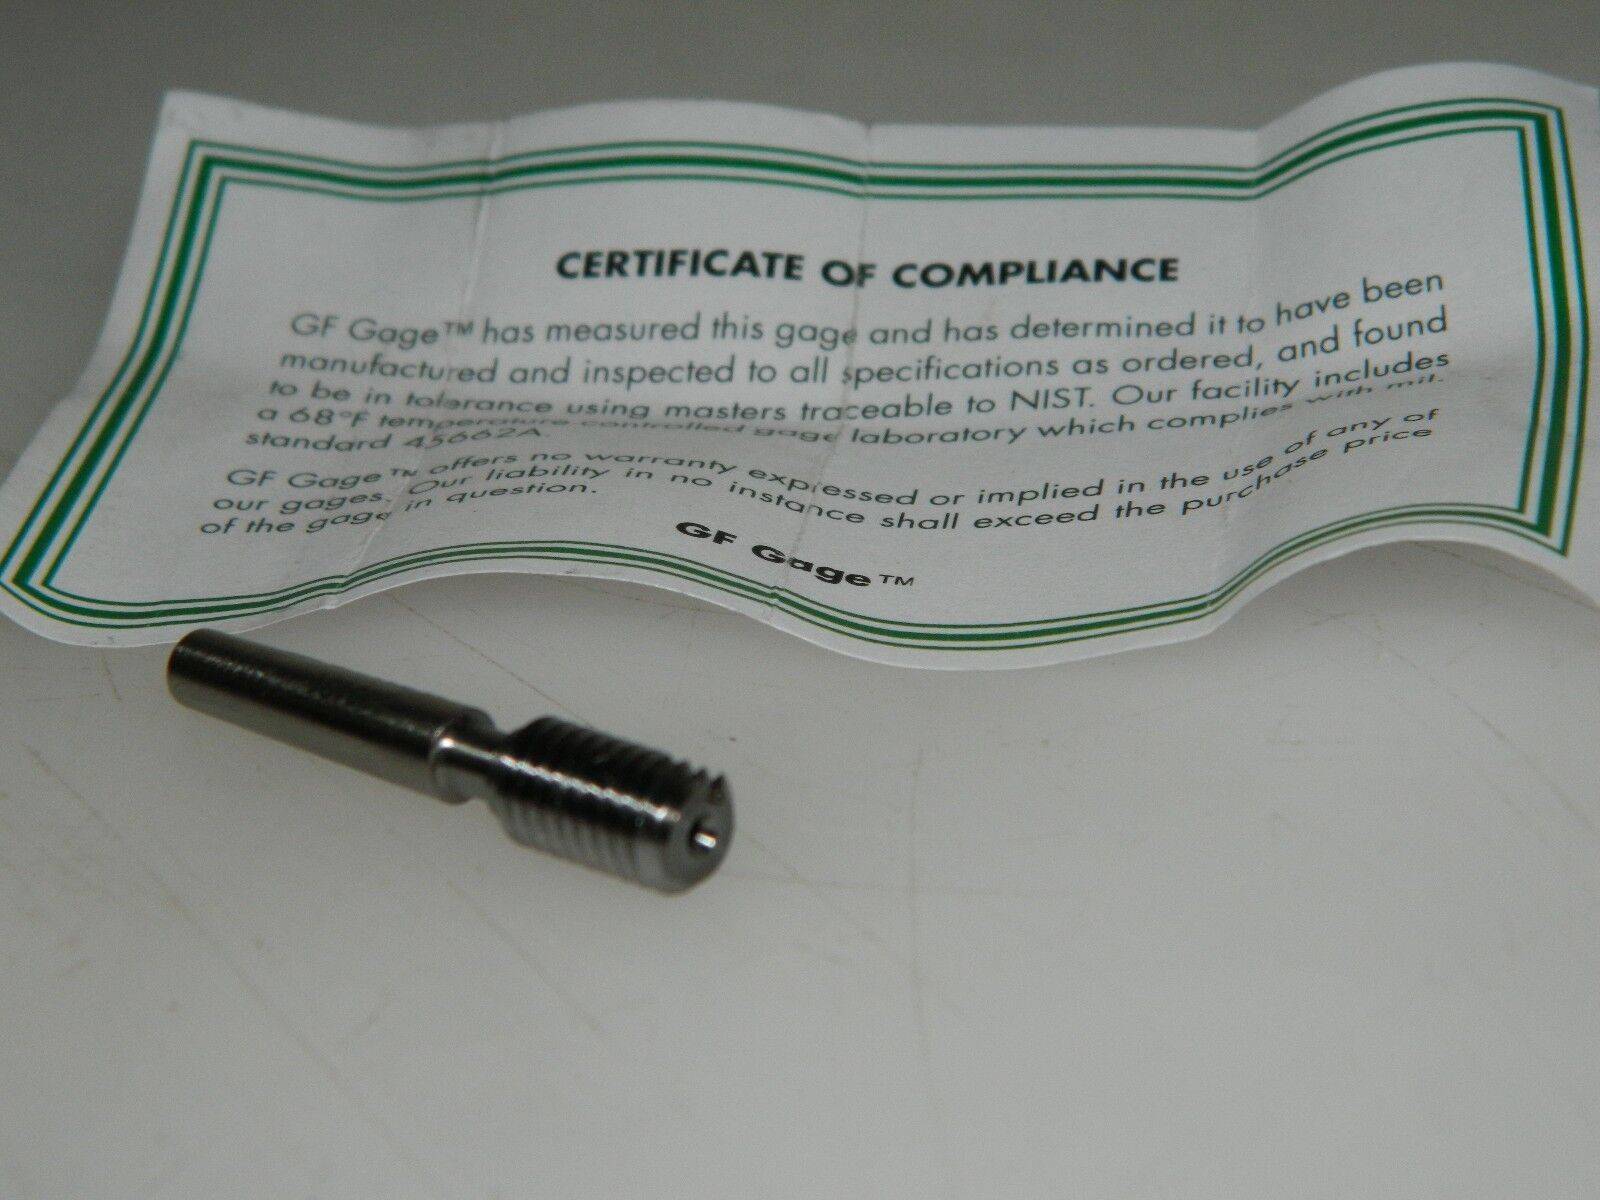 CERTIFICATE OF COMPLIANCE
GF Gage™ has measured this gage and has determined it to have been
manufactured and inspected to all specifications as ordered, and found
to be in tolerance using masters traceable to NIST. Our facility includes
a 68°F temperature controlled gage laboratory which complies with mil.
standard 45662A.
GF Gage™ offers no warranty expressed or implied in the use of any of
our gages. Our liability in no instance shall exceed the purchase price
of the gage in question.
GF Gage™